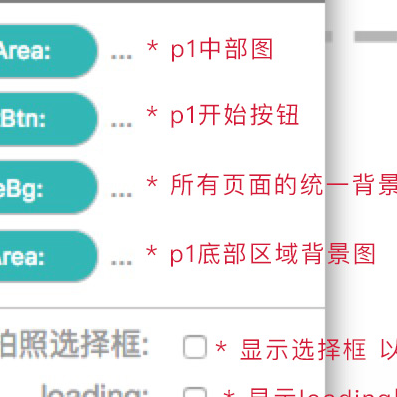 Area: ... * p1中部图
Btn: ... * p1开始按钮
eBg: ... * 所有页面的统一背景
Area: ... * p1底部区域背景图
拍照选择框: * 显示选择框 以
loading: * 显示loading